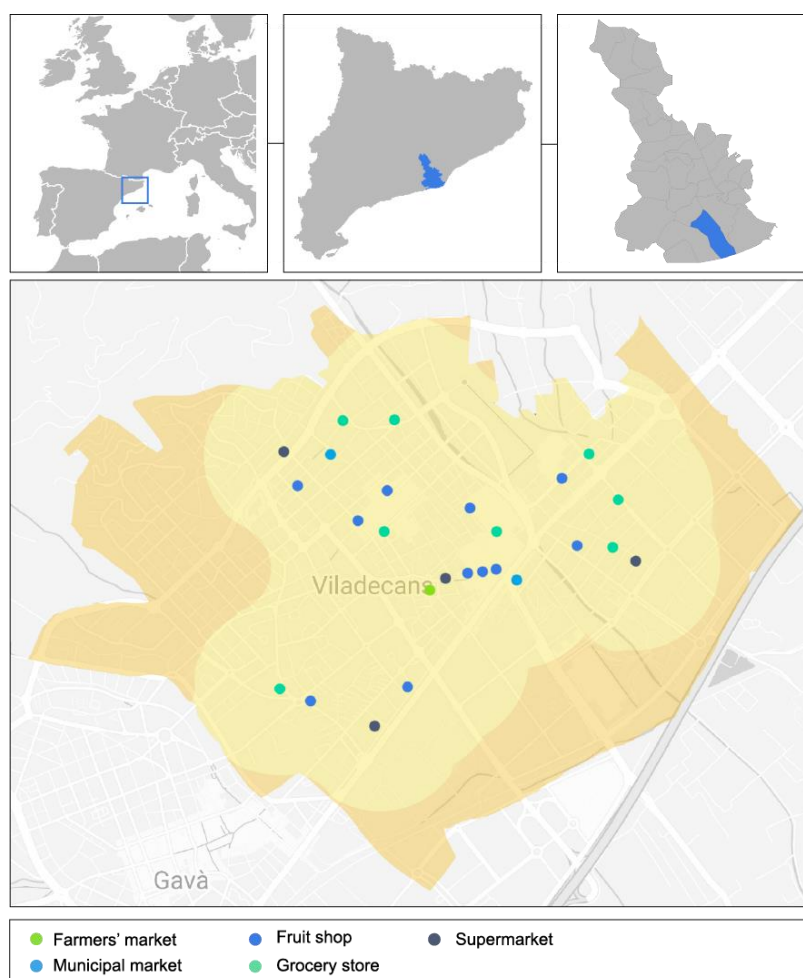 Viladecans
Gavà
Farmers' market
Fruit shop
Supermarket
Municipal market
Grocery store